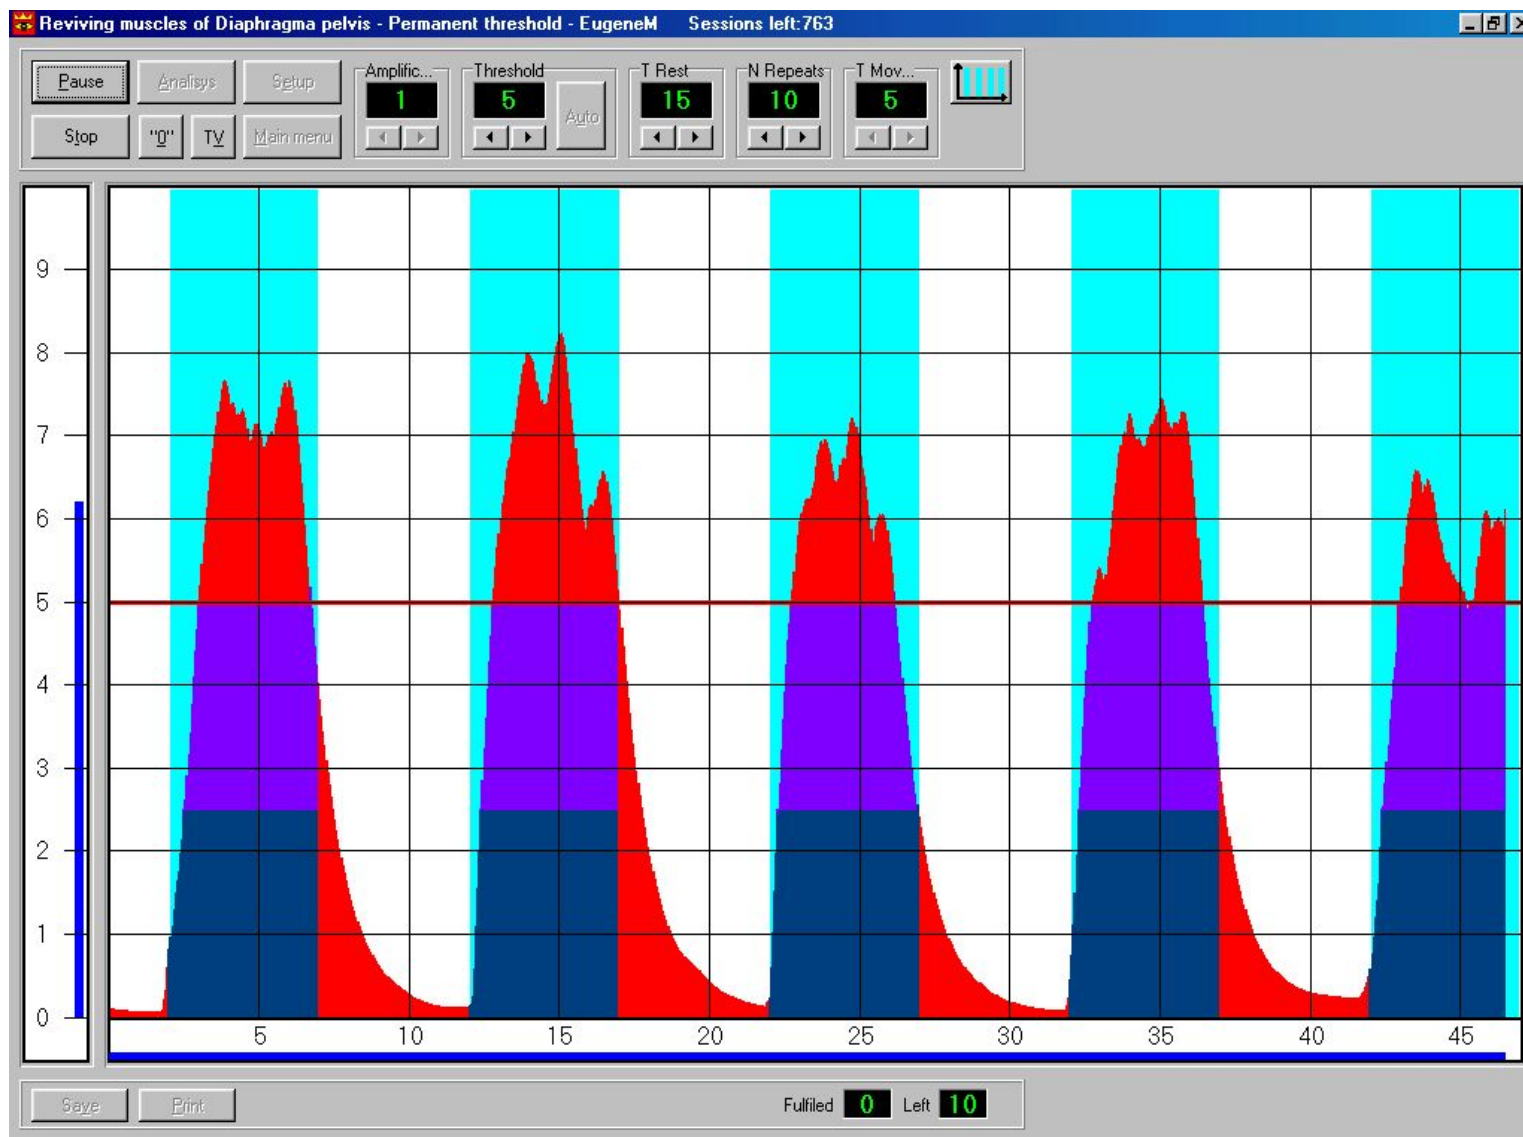 Reviving muscles of Diaphragma pelvis - Permanent threshold - EugeneM Sessions left:763
Pause Analisys Setup
Stop "0" TV Main menu
Amplific... Threshold T Rest N Repeats T Mov...
1 5 Auto 15 10 5
9
8
7
6
5
4
3
2
1
0
5 10 15 20 25 30 35 40 45
Save Print Fulfiled 0 Left 10